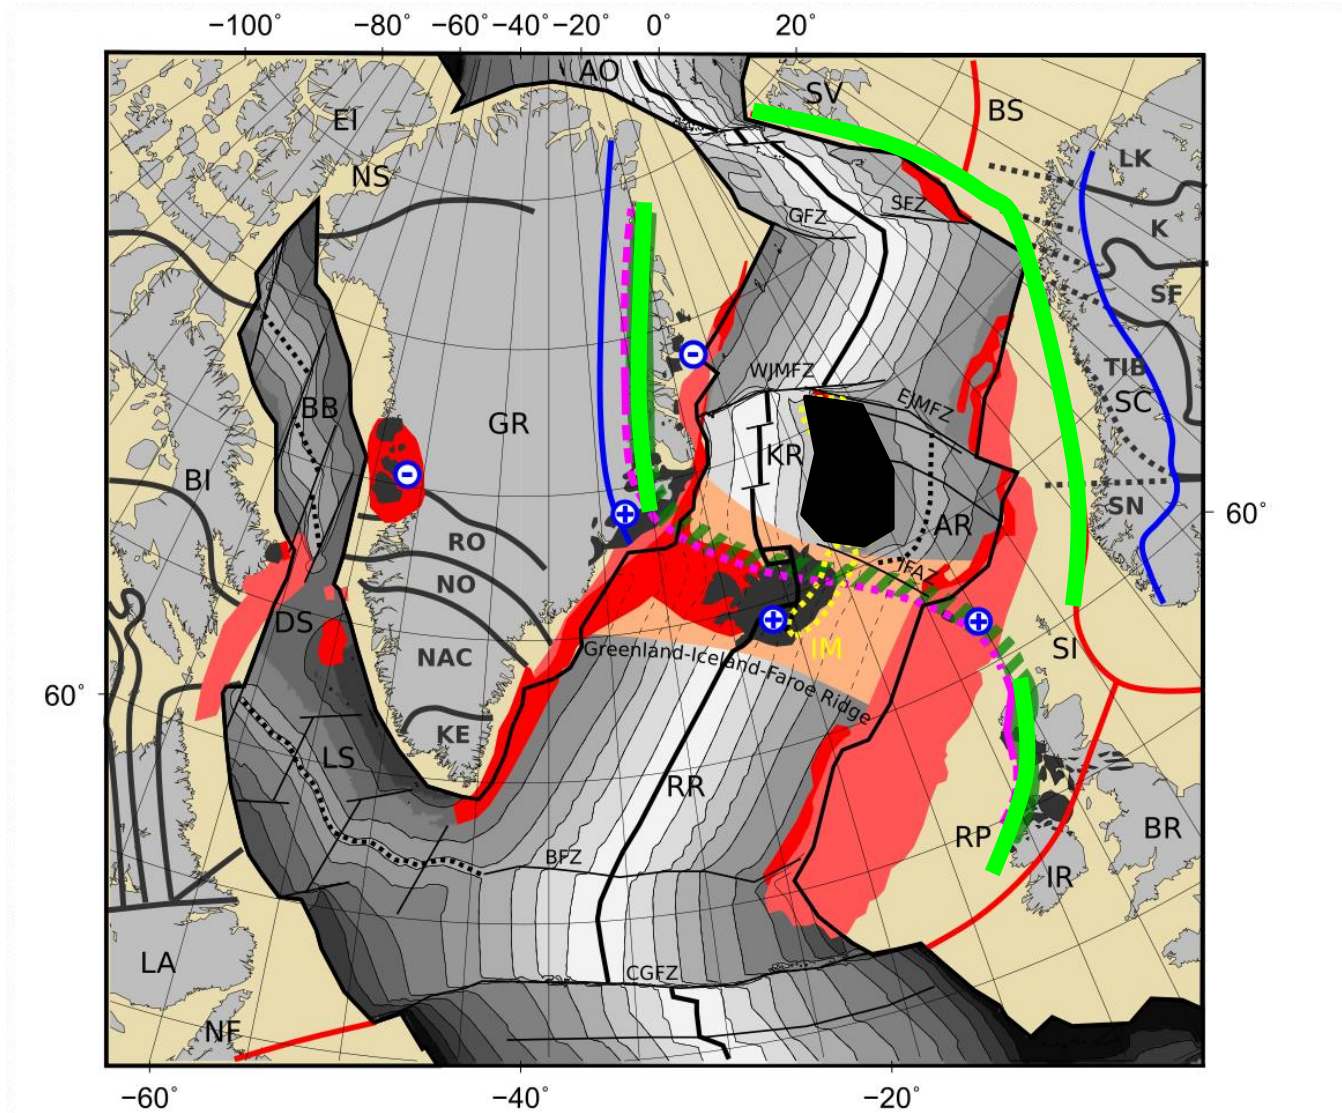 −100˚ −80˚ −60˚ −40˚ −20˚ 0˚ 20˚
AO
SV
BS
EI
LK
NS
GFZ
SFZ
K
SF
WJMFZ
TIB
EJMFZ
SC
BB
GR
KR
BI
SN
60˚
AR
RO
IFAZ
NO
DS
IM
SI
NAC
Greenland-Iceland-Faroe Ridge
60˚
KE
LS
RR
RP
BR
BFZ
IR
LA
CGFZ
NF
−60˚ −40˚ −20˚